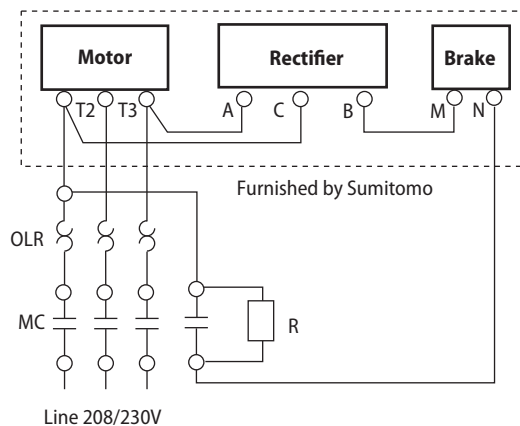 Motor
Rectifier
Brake
T2
T3
A
C
B
M
N
Furnished by Sumitomo
OLR
MC
R
Line 208/230V